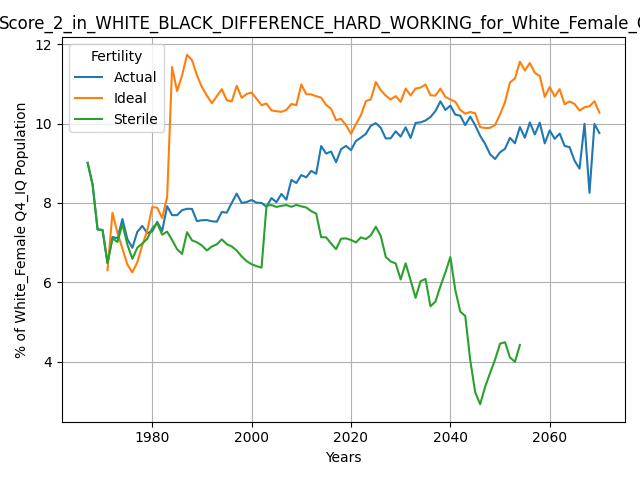 Score_2_in_WHITE_BLACK_DIFFERENCE_HARD_WORKING_for_White_Female_
Fertility
Actual
Ideal
Sterile
% of White_Female Q4_IQ Population
12
10
8
6
4
1980
2000
2020
2040
2060
Years